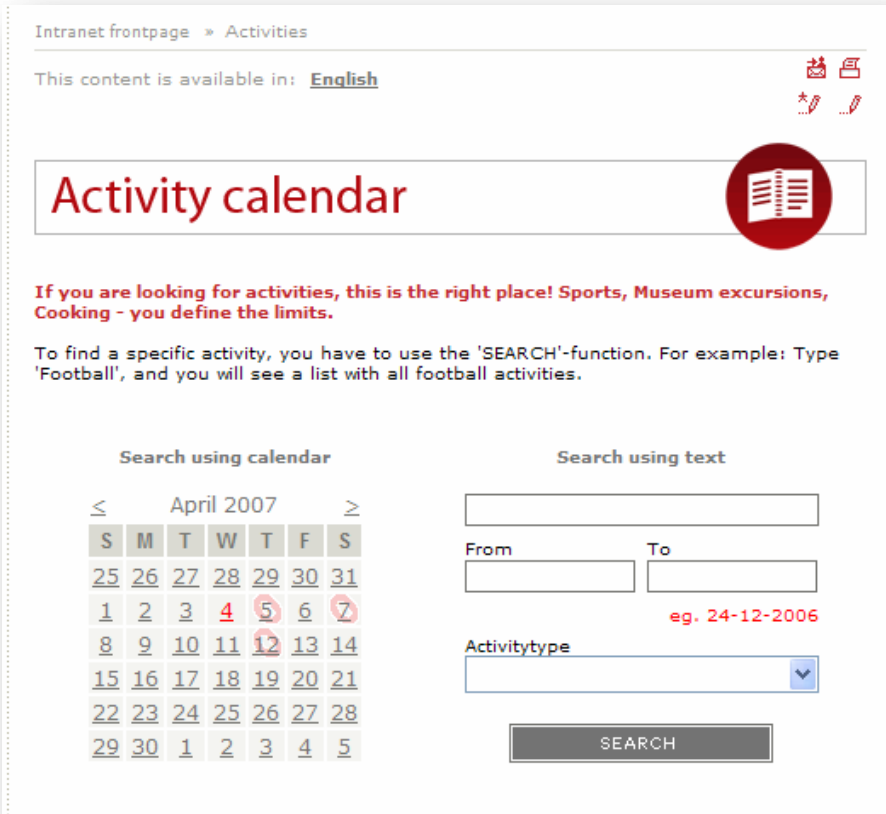 Intranet frontpage » Activities
This content is available in: English
Activity calendar
If you are looking for activities, this is the right place! Sports, Museum excursions,
Cooking - you define the limits.
To find a specific activity, you have to use the 'SEARCH'-function. For example: Type
'Football', and you will see a list with all football activities.
Search using calendar
< April 2007 >
S M T W T F S
25 26 27 28 29 30 31
1 2 3 4 5 6 7
8 9 10 11 12 13 14
15 16 17 18 19 20 21
22 23 24 25 26 27 28
29 30 1 2 3 4 5
Search using text
From To
eg. 24-12-2006
Activitytype
SEARCH